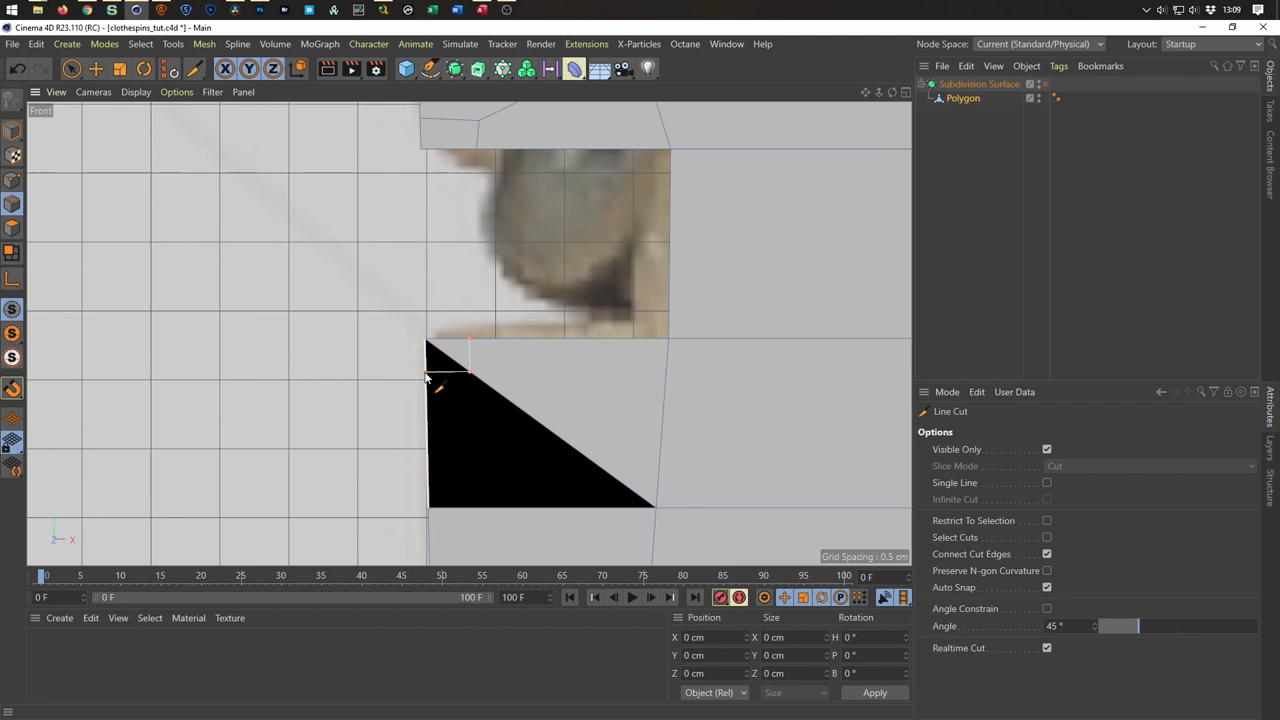 13:09
Cinema 4D R23.110 (RC) - [clothespins_tut.c4d *] - Main
File Edit Create Modes Select Tools Mesh Spline Volume MoGraph Character Animate Simulate Tracker Render Extensions X-Particles Octane Window Help
Node Space: Current (Standard/Physical) Layout: Startup
X Y Z
File Edit View Object Tags Bookmarks
View Cameras Display Options Filter Panel
Front
Subdivision Surface
Polygon
Objects
Takes
Content Browser
Mode Edit User Data
Line Cut
Options
Visible Only
Slice Mode Cut
Single Line
Infinite Cut
Restrict To Selection
Select Cuts
Connect Cut Edges
Preserve N-gon Curvature
Auto Snap
Angle Constrain
Angle 45 °
Realtime Cut
Attributes
Layers
Structure
Y
Z X
Grid Spacing : 0.5 cm
0 5 10 15 20 25 30 35 40 45 50 55 60 65 70 75 80 85 90 95 100 0 F
0 F 0 F 100 F 100 F
Create Edit View Select Material Texture
Position Size Rotation
X 0 cm X 0 cm H 0 °
Y 0 cm Y 0 cm P 0 °
Z 0 cm Z 0 cm B 0 °
Object (Rel) Size Apply